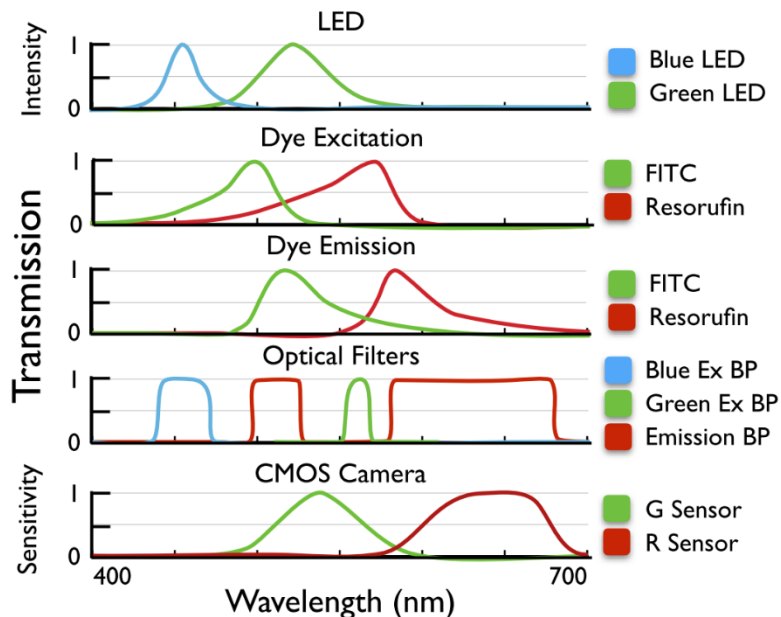 LED
Intensity
1
0
Blue LED
Green LED
Dye Excitation
1
0
FITC
Resorufin
Transmission
Dye Emission
1
0
FITC
Resorufin
Optical Filters
1
0
Blue Ex BP
Green Ex BP
Emission BP
CMOS Camera
Sensitivity
1
0
G Sensor
R Sensor
400
700
Wavelength (nm)